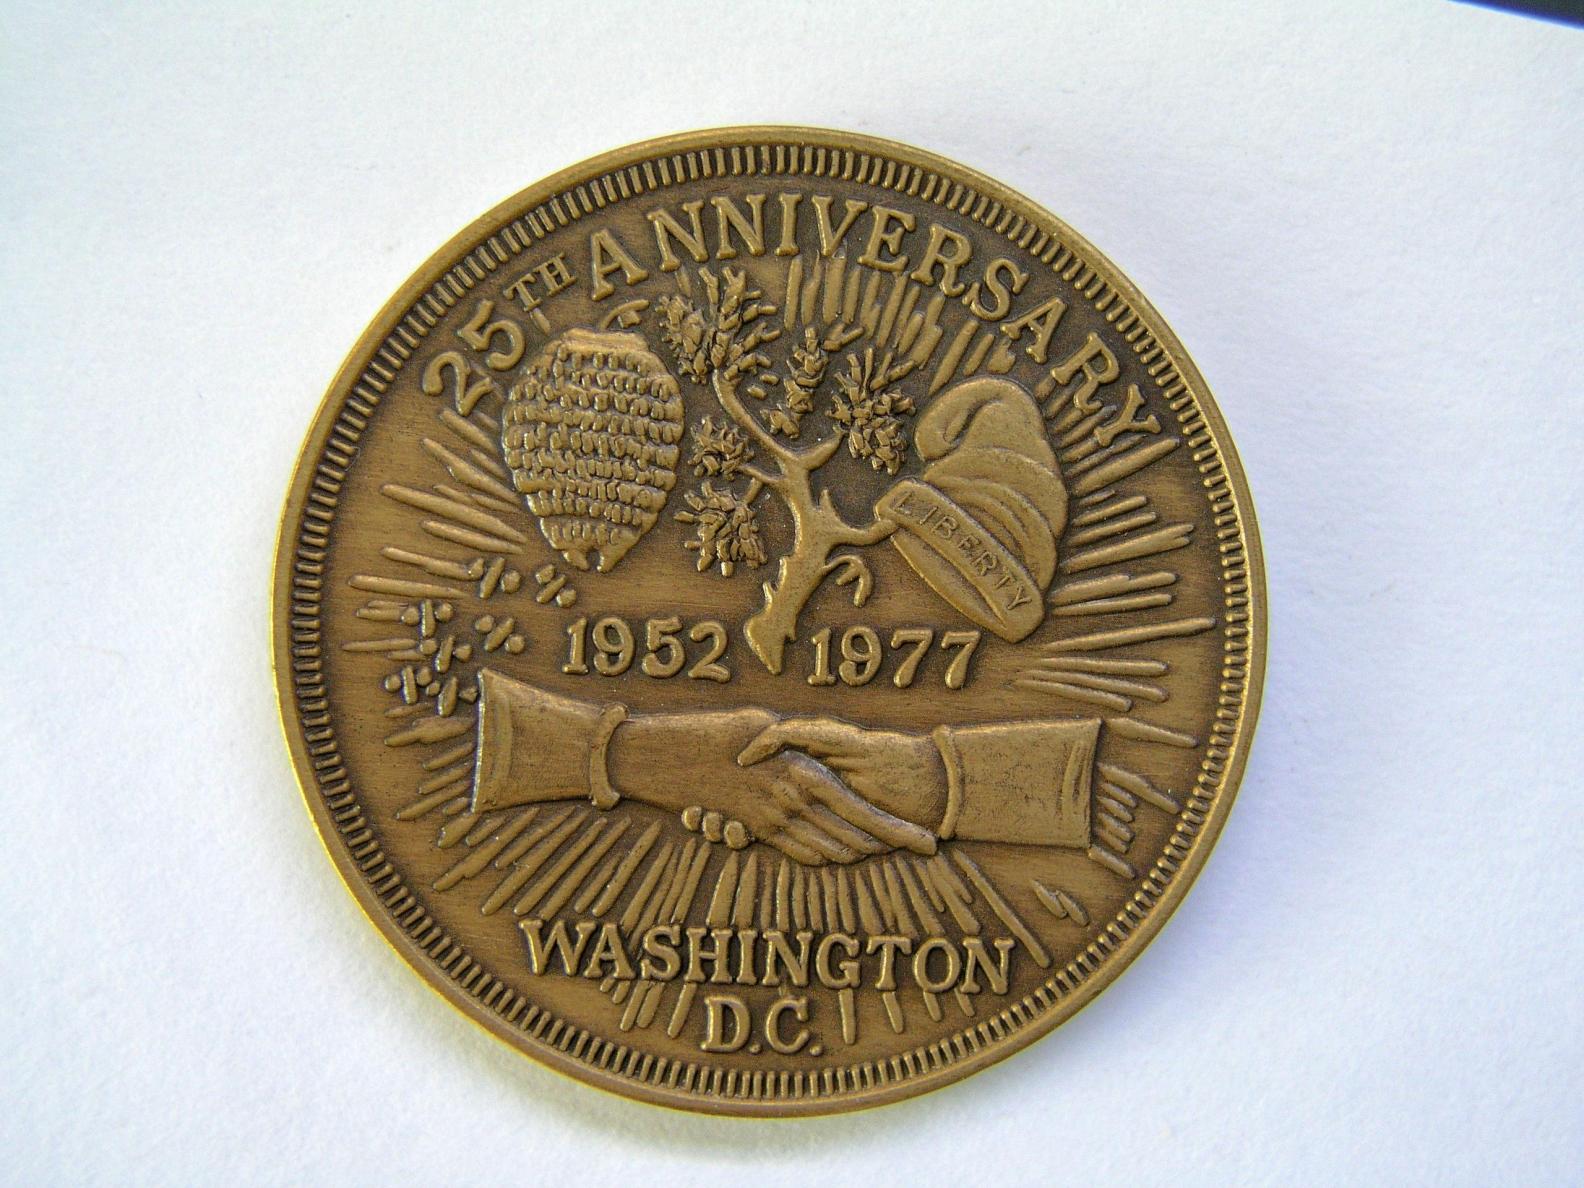 25TH ANNIVERSARY
LIBERTY
1952 1977
WASHINGTON
D.C.